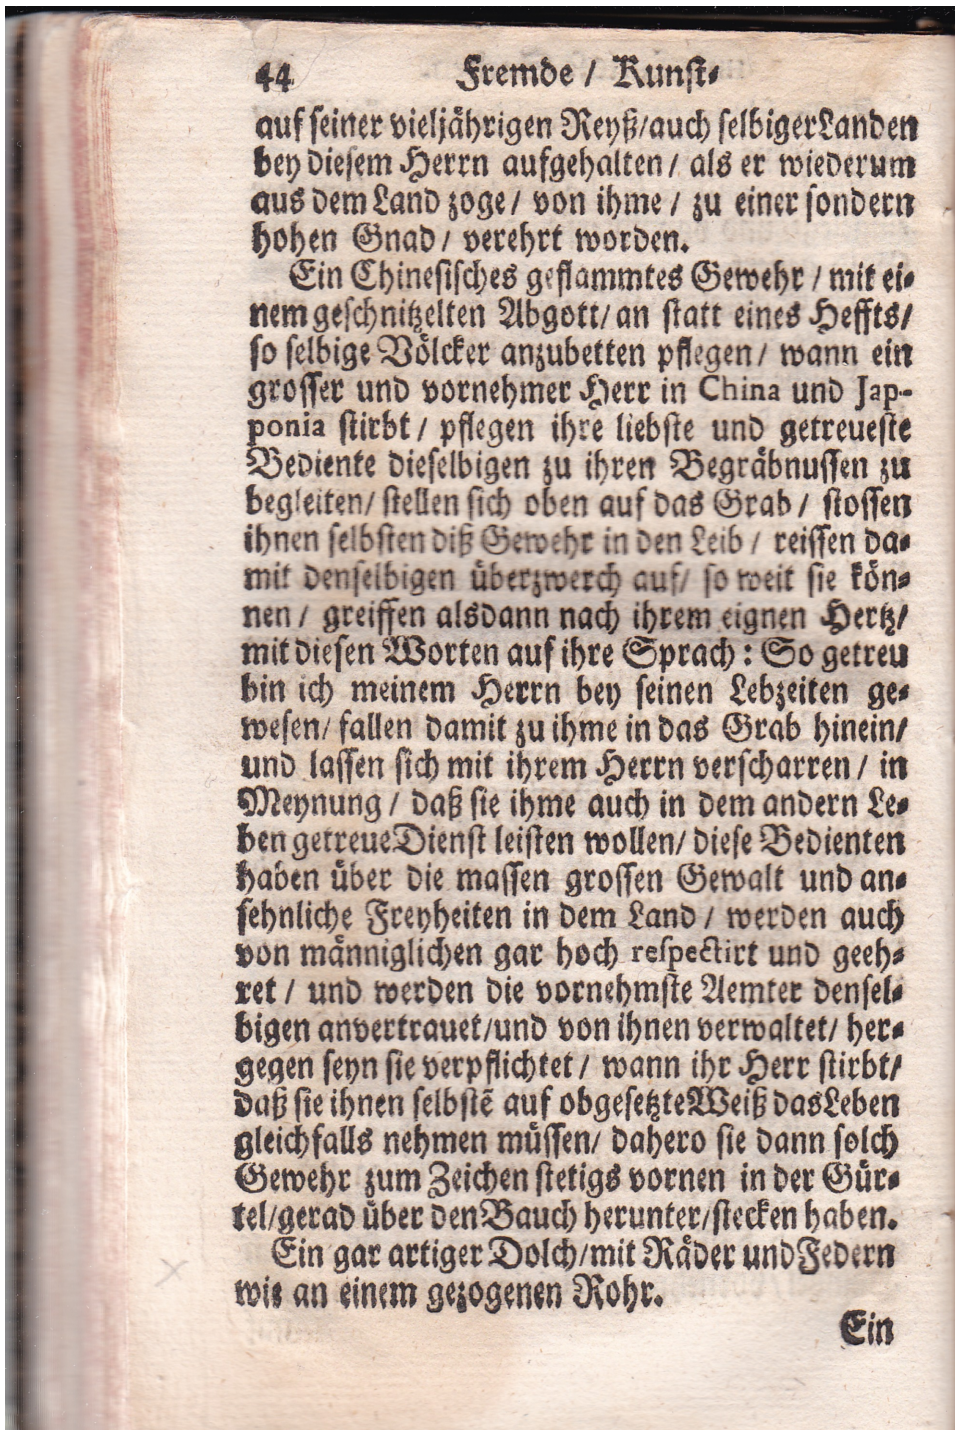 44 Fremde / Kunst-
auf seiner vieljährigen Reyß/auch selbiger Landen
bey diesem Herrn aufgehalten / als er wiederum
aus dem Land zoge / von ihme / zu einer sondern
hohen Gnad / verehrt worden.
Ein Chinesisches geflammtes Gewehr / mit ei-
nem geschnitzelten Abgott/ an statt eines Heffts/
so selbige Völcker anzubetten pflegen / wann ein
grosser und vornehmer Herr in China und Jap-
ponia stirbt / pflegen ihre liebste und getreueste
Bediente dieselbigen zu ihren Begräbnussen zu
begleiten/ stellen sich oben auf das Grab / stossen
ihnen selbsten diß Gewehr in den Leib / reissen da-
mit denselbigen überzwerch auf/ so weit sie kön-
nen / greiffen alsdann nach ihrem eignen Hertz/
mit diesen Worten auf ihre Sprach: So getreu
bin ich meinem Herrn bey seinen Lebzeiten ge-
wesen/ fallen damit zu ihme in das Grab hinein/
und lassen sich mit ihrem Herrn verscharren / in
Meynung / daß sie ihme auch in dem andern Le-
ben getreue Dienst leisten wollen/ diese Bedienten
haben über die massen grossen Gewalt und an-
sehnliche Freyheiten in dem Land / werden auch
von männiglichen gar hoch respectirt und geeh-
ret / und werden die vornehmste Aemter densel-
bigen anvertrauet/und von ihnen verwaltet/ her-
gegen seyn sie verpflichtet / wann ihr Herr stirbt/
daß sie ihnen selbstē auf obgesetzte Weiß das Leben
gleichfalls nehmen müssen/ dahero sie dann solch
Gewehr zum Zeichen stetigs vornen in der Gür-
tel/gerad über den Bauch herunter/stecken haben.
Ein gar artiger Dolch/mit Räder und Federn
wie an einem gezogenen Rohr.
Ein